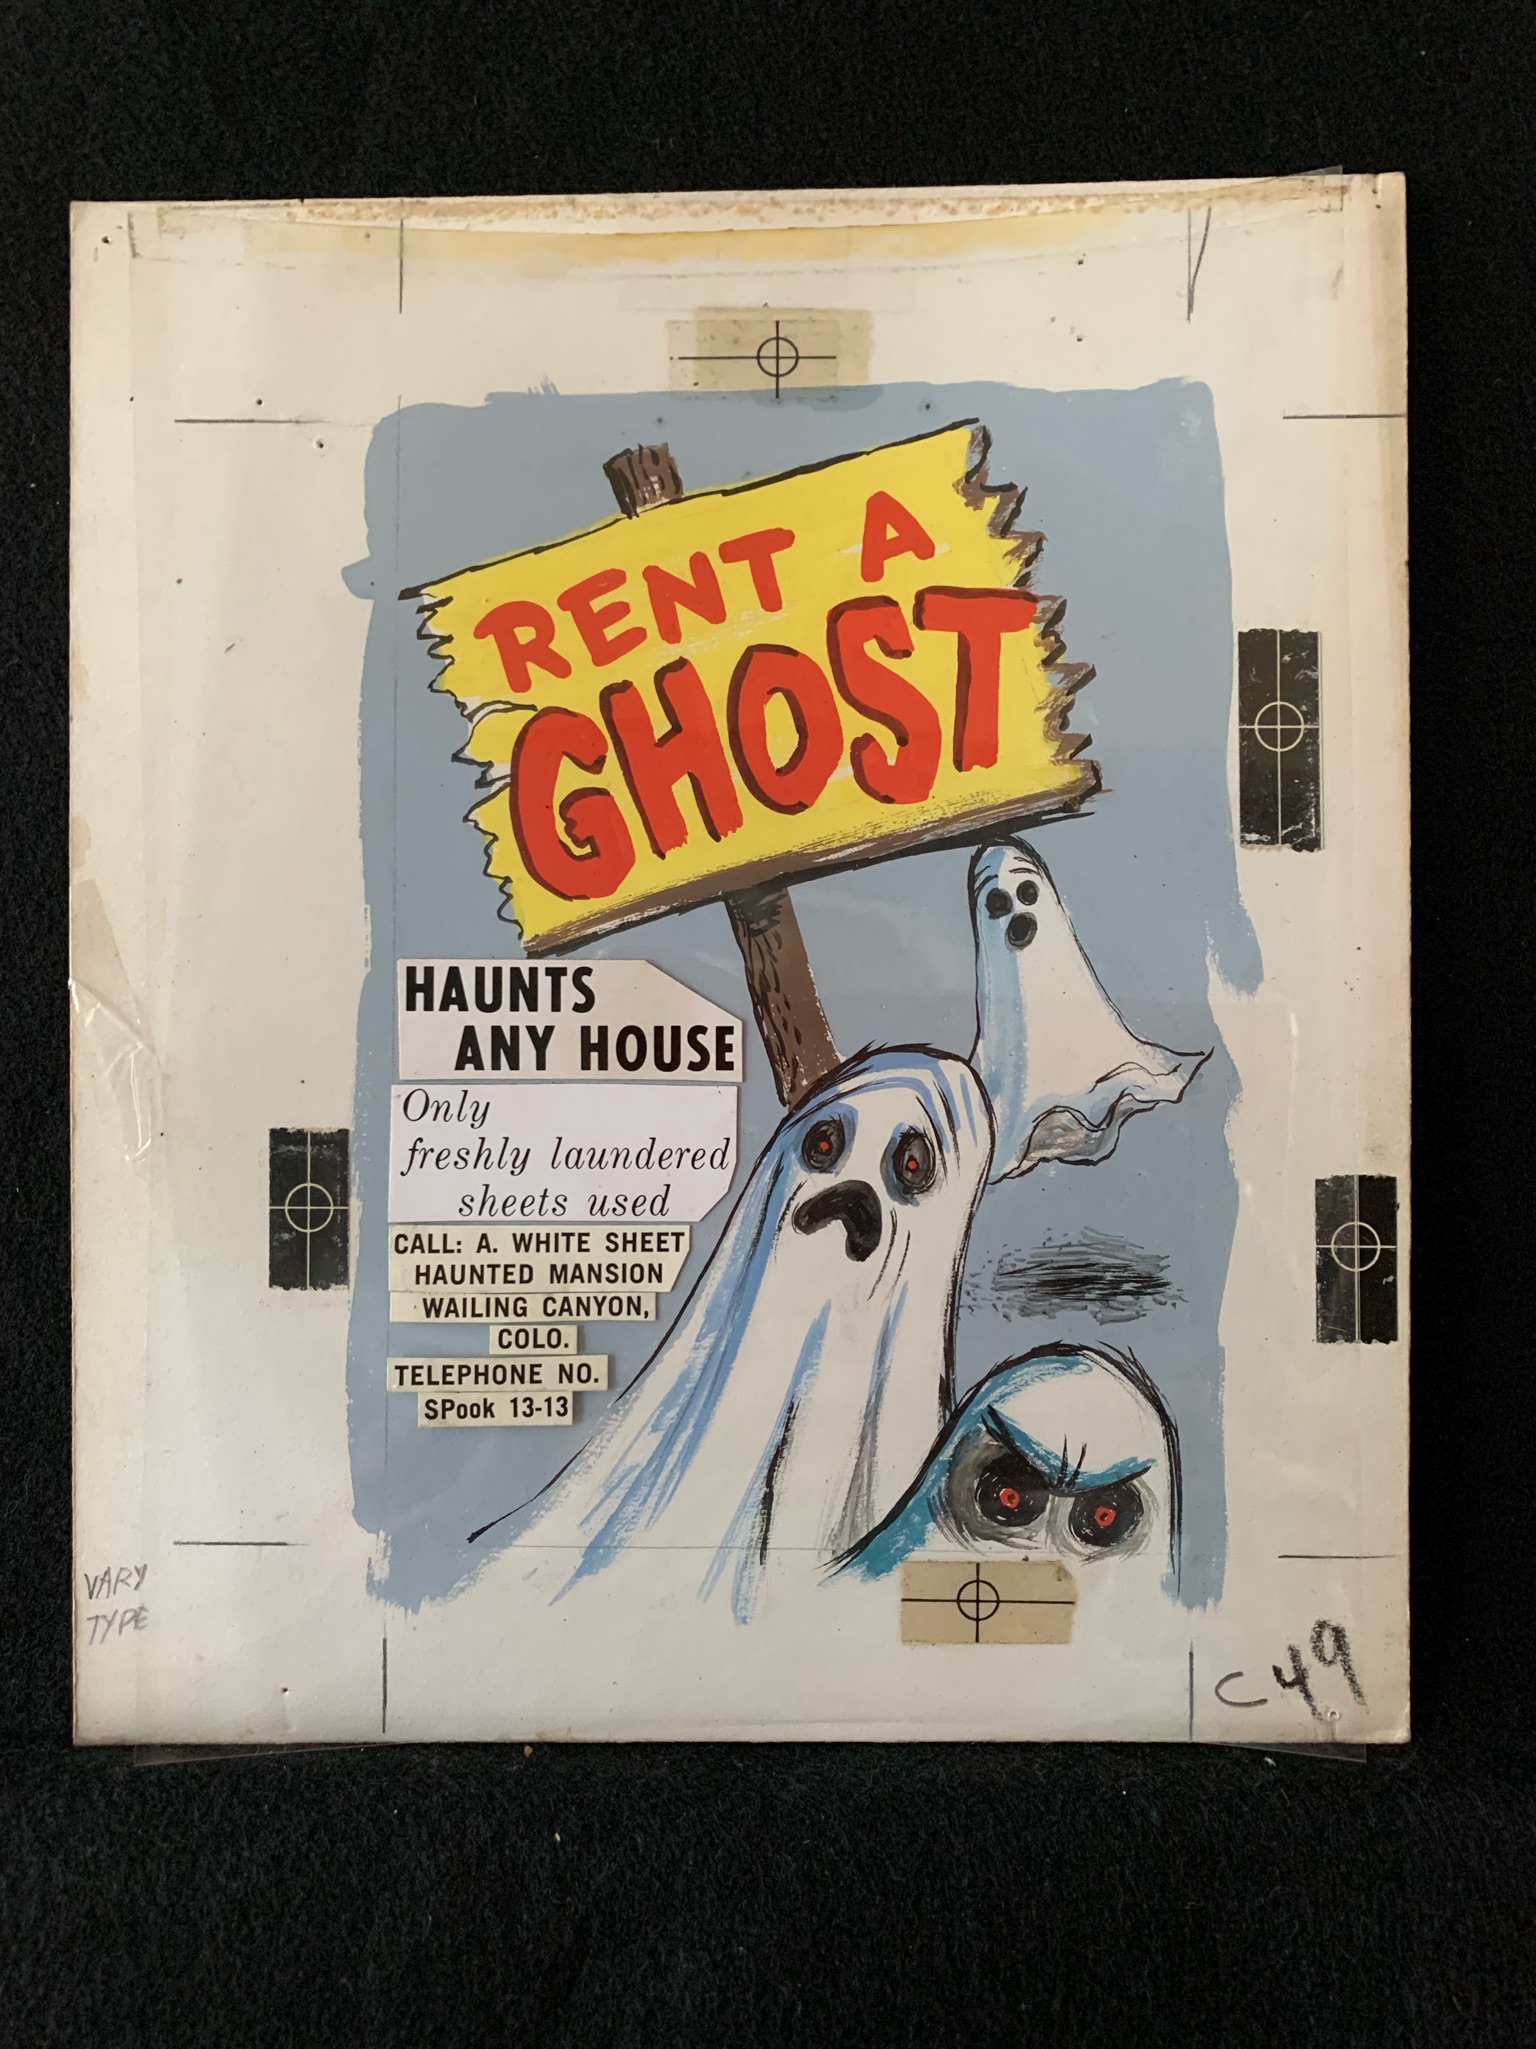 RENT A
GHOST
HAUNTS
ANY HOUSE
Only
freshly laundered
sheets used
CALL: A. WHITE SHEET
HAUNTED MANSION
WAILING CANYON,
COLO.
TELEPHONE NO.
SPook 13-13
VARY
TYPE
C49